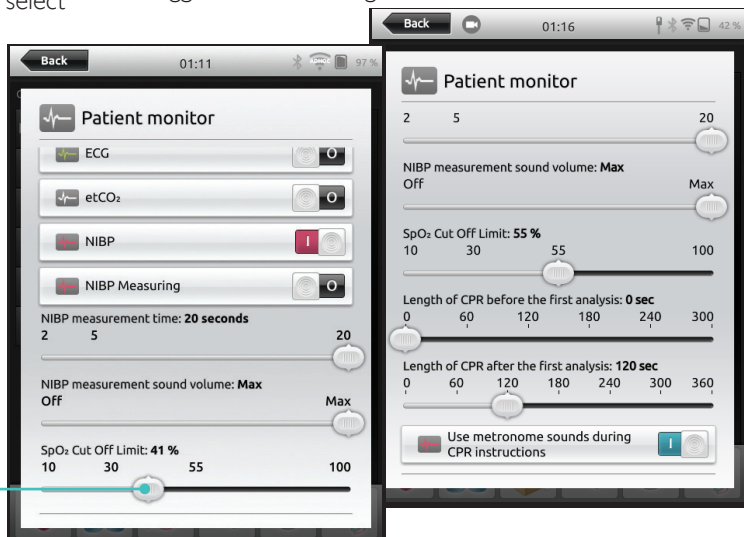 select
Back 01:11 97 %
Patient monitor
ECG O
etCO₂ O
NIBP I
NIBP Measuring O
NIBP measurement time: 20 seconds
2 5 20
NIBP measurement sound volume: Max
Off Max
SpO₂ Cut Off Limit: 41 %
10 30 55 100
Back 01:16 42 %
Patient monitor
2 5 20
NIBP measurement sound volume: Max
Off Max
SpO₂ Cut Off Limit: 55 %
10 30 55 100
Length of CPR before the first analysis: 0 sec
0 60 120 180 240 300
Length of CPR after the first analysis: 120 sec
0 60 120 180 240 300 360
Use metronome sounds during I
CPR instructions